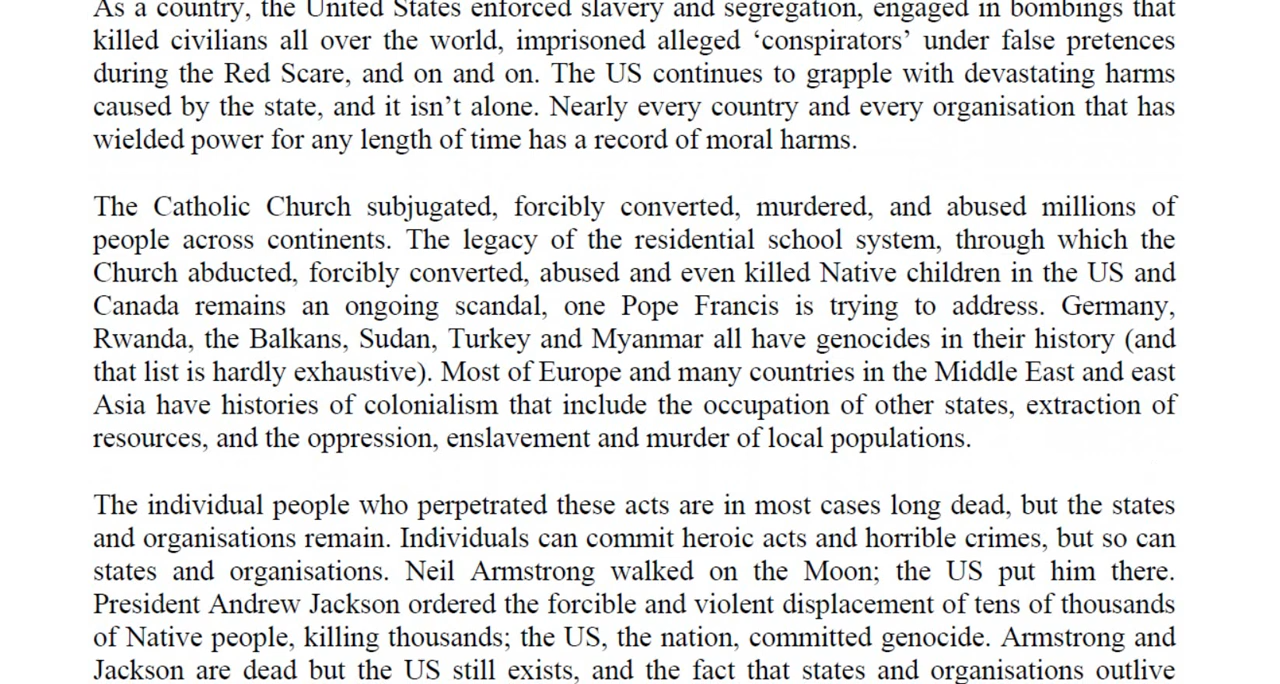 As a country, the United States enforced slavery and segregation, engaged in bombings that
killed civilians all over the world, imprisoned alleged ‘conspirators’ under false pretences
during the Red Scare, and on and on. The US continues to grapple with devastating harms
caused by the state, and it isn’t alone. Nearly every country and every organisation that has
wielded power for any length of time has a record of moral harms.
The Catholic Church subjugated, forcibly converted, murdered, and abused millions of
people across continents. The legacy of the residential school system, through which the
Church abducted, forcibly converted, abused and even killed Native children in the US and
Canada remains an ongoing scandal, one Pope Francis is trying to address. Germany,
Rwanda, the Balkans, Sudan, Turkey and Myanmar all have genocides in their history (and
that list is hardly exhaustive). Most of Europe and many countries in the Middle East and east
Asia have histories of colonialism that include the occupation of other states, extraction of
resources, and the oppression, enslavement and murder of local populations.
The individual people who perpetrated these acts are in most cases long dead, but the states
and organisations remain. Individuals can commit heroic acts and horrible crimes, but so can
states and organisations. Neil Armstrong walked on the Moon; the US put him there.
President Andrew Jackson ordered the forcible and violent displacement of tens of thousands
of Native people, killing thousands; the US, the nation, committed genocide. Armstrong and
Jackson are dead but the US still exists, and the fact that states and organisations outlive